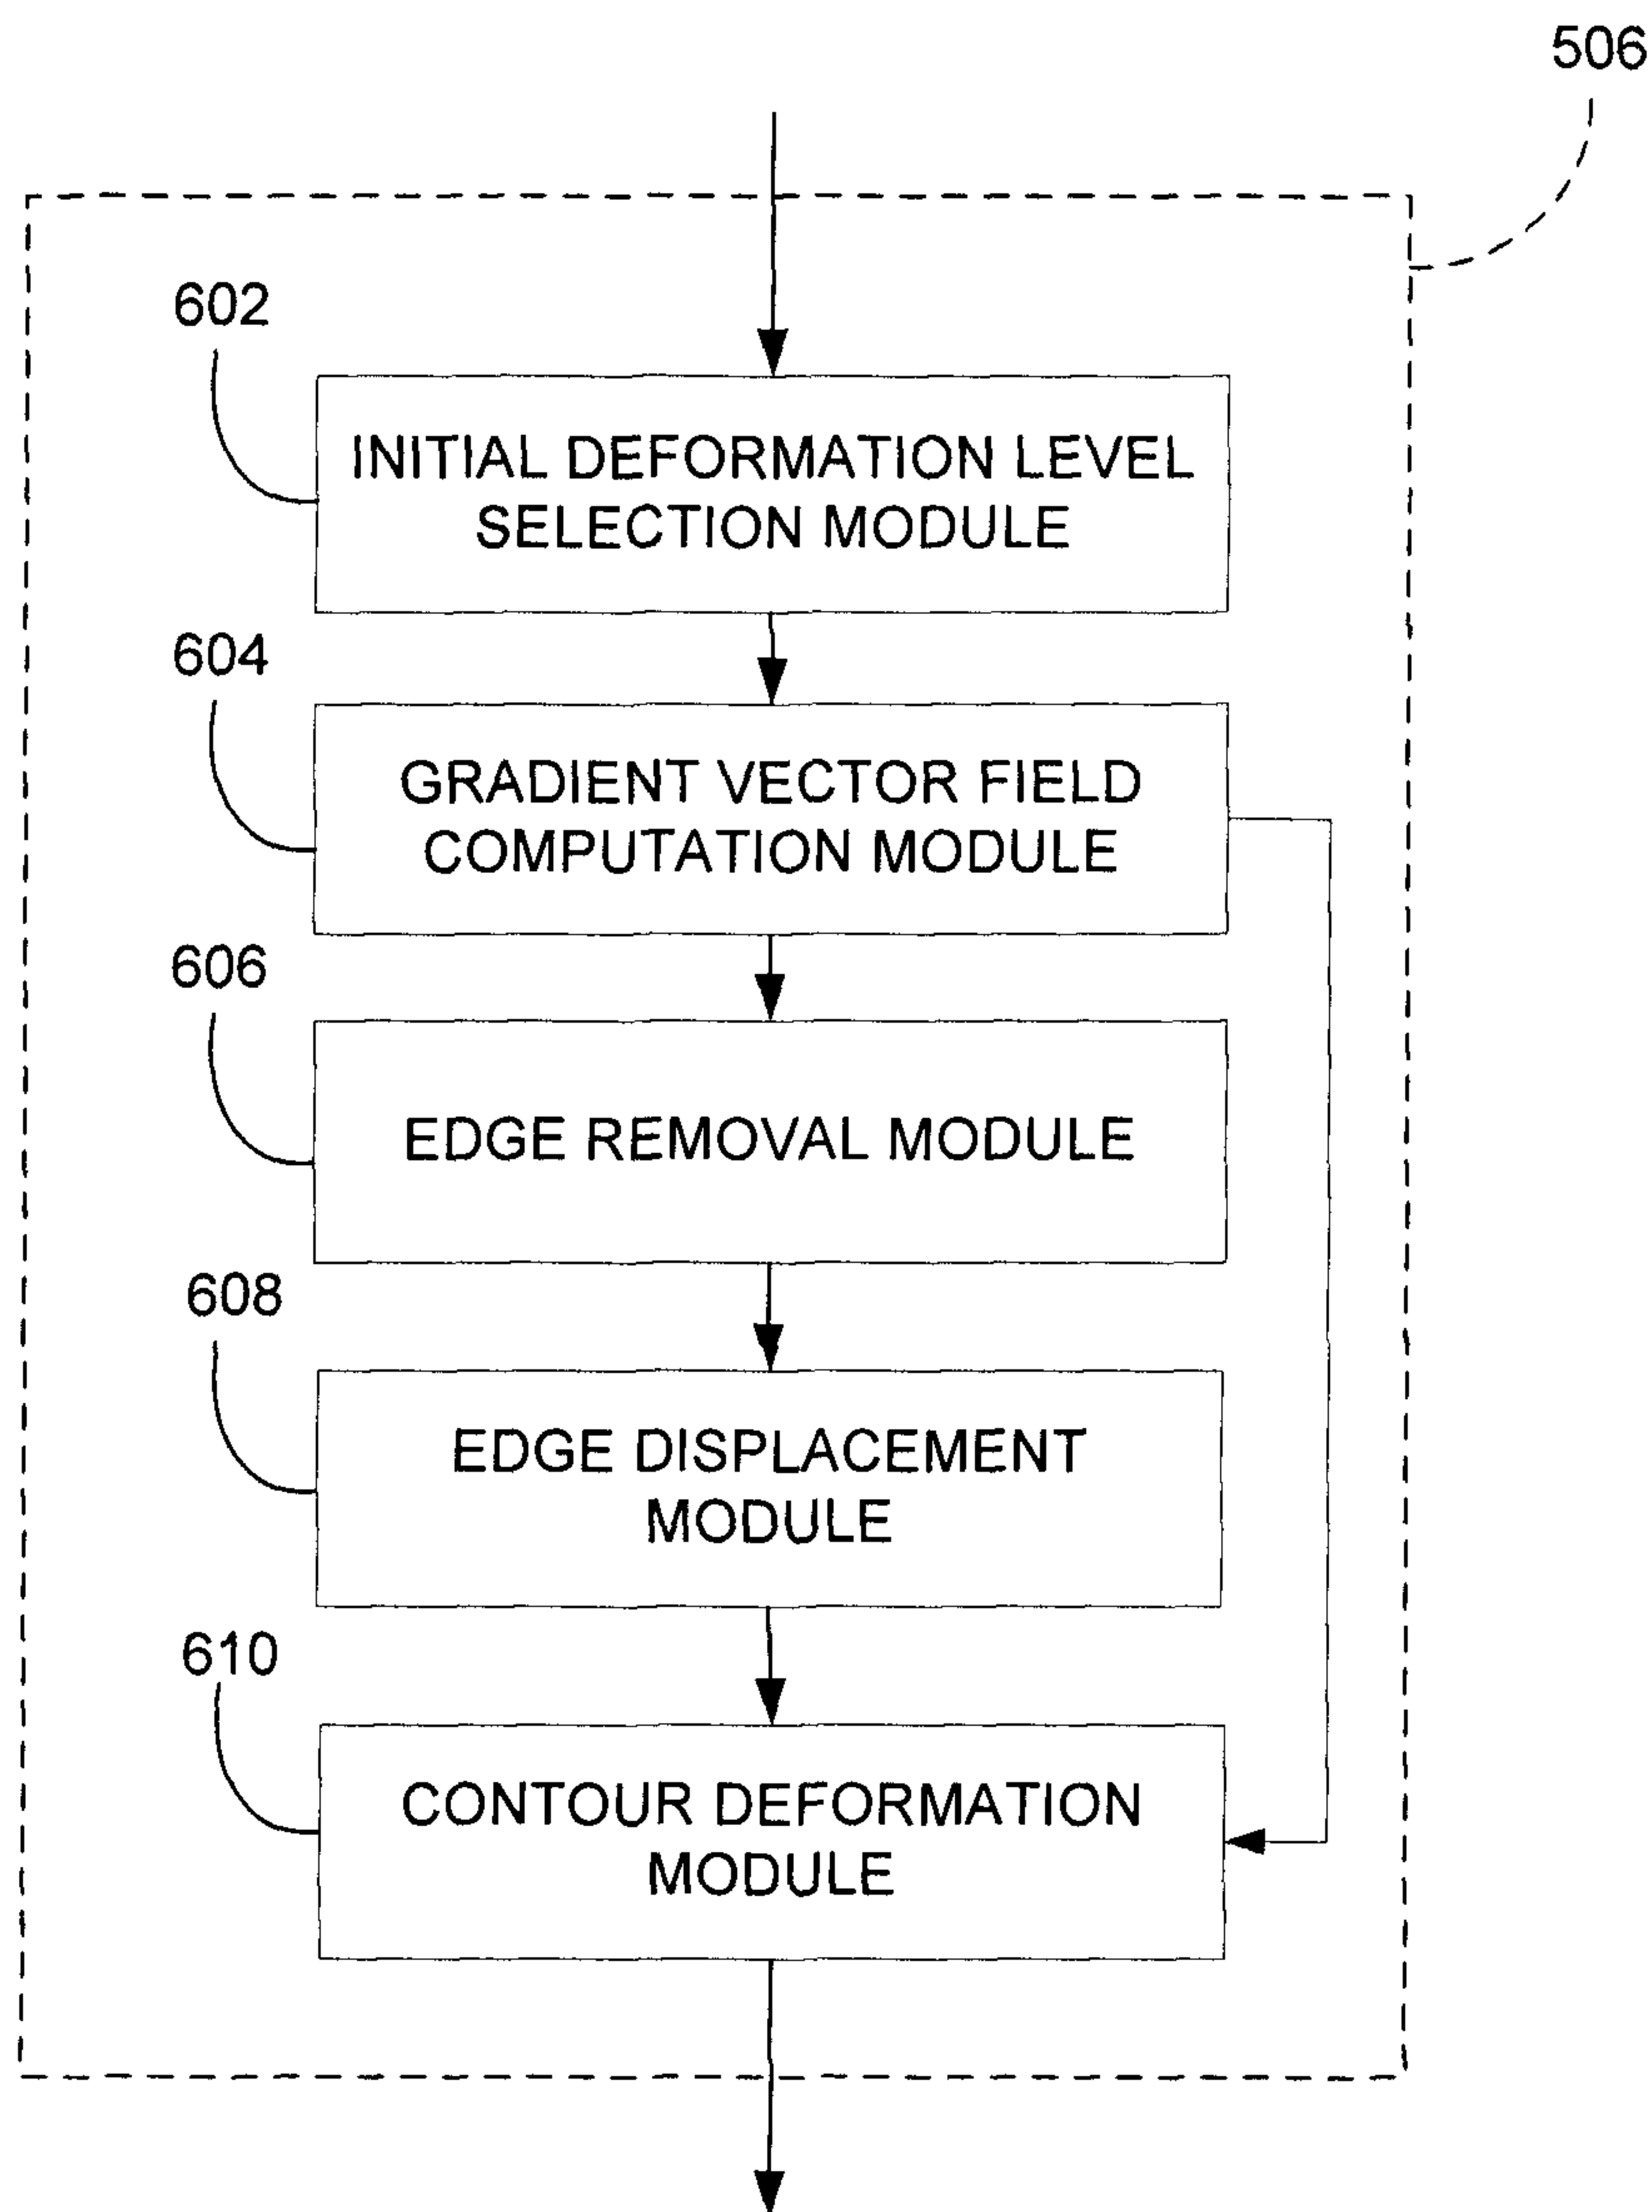 506
602
INITIAL DEFORMATION LEVEL
SELECTION MODULE
604
GRADIENT VECTOR FIELD
COMPUTATION MODULE
606
EDGE REMOVAL MODULE
608
EDGE DISPLACEMENT
MODULE
610
CONTOUR DEFORMATION
MODULE